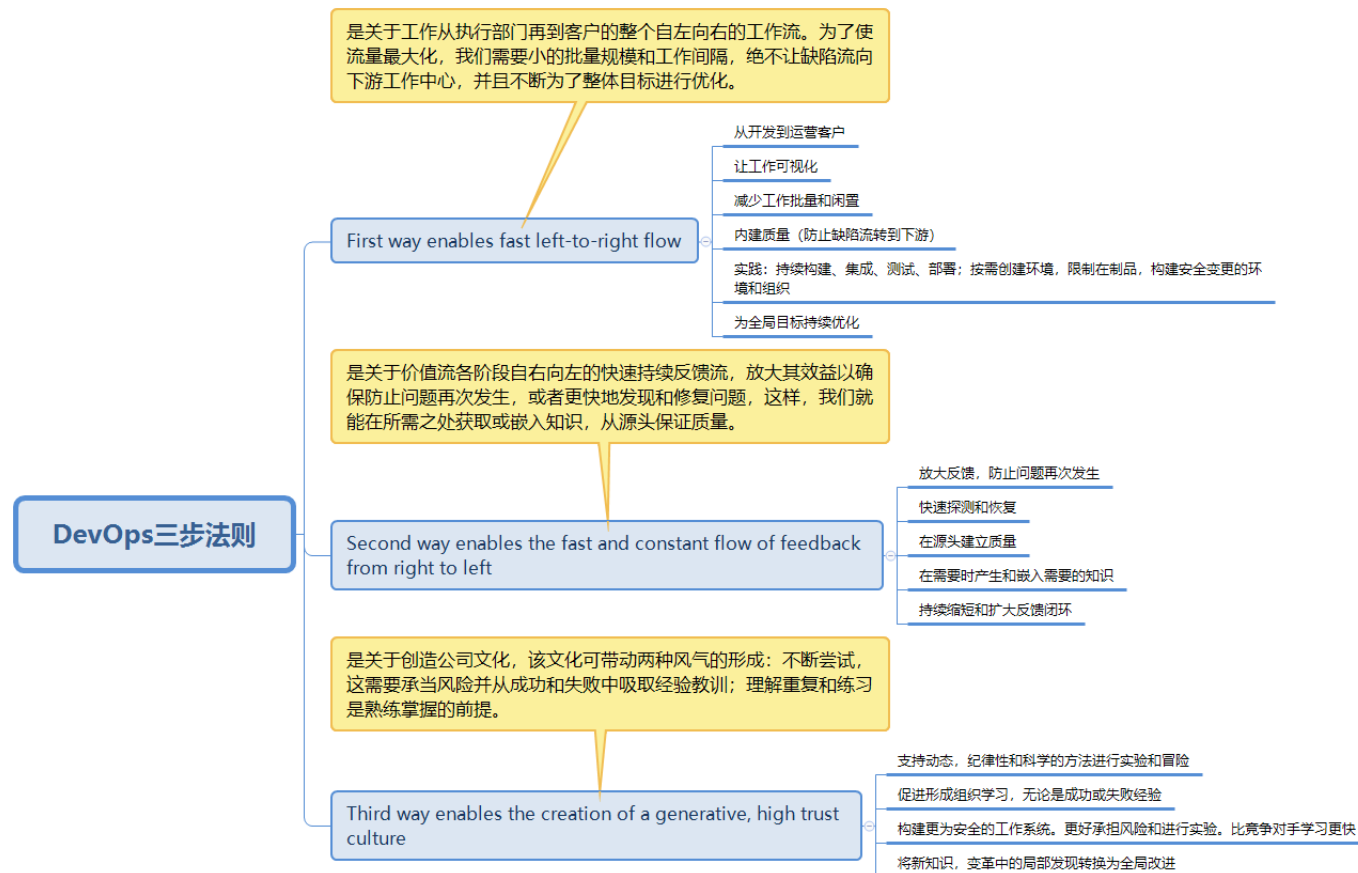 是关于工作从执行部门再到客户的整个自左向右的工作流。为了使
流量最大化，我们需要小的批量规模和工作间隔，绝不让缺陷流向
下游工作中心，并且不断为了整体目标进行优化。
First way enables fast left-to-right flow
从开发到运营客户
让工作可视化
减少工作批量和闲置
内建质量（防止缺陷流转到下游）
实践：持续构建、集成、测试、部署；按需创建环境，限制在制品，构建安全变更的环
境和组织
为全局目标持续优化
是关于价值流各阶段自右向左的快速持续反馈流，放大其效益以确
保防止问题再次发生，或者更快地发现和修复问题，这样，我们就
能在所需之处获取或嵌入知识，从源头保证质量。
DevOps三步法则
Second way enables the fast and constant flow of feedback
from right to left
放大反馈，防止问题再次发生
快速探测和恢复
在源头建立质量
在需要时产生和嵌入需要的知识
持续缩短和扩大反馈闭环
是关于创造公司文化，该文化可带动两种风气的形成：不断尝试，
这需要承当风险并从成功和失败中吸取经验教训；理解重复和练习
是熟练掌握的前提。
Third way enables the creation of a generative, high trust
culture
支持动态，纪律性和科学的方法进行实验和冒险
促进形成组织学习，无论是成功或失败经验
构建更为安全的工作系统。更好承担风险和进行实验。比竞争对手学习更快
将新知识，变革中的局部发现转换为全局改进